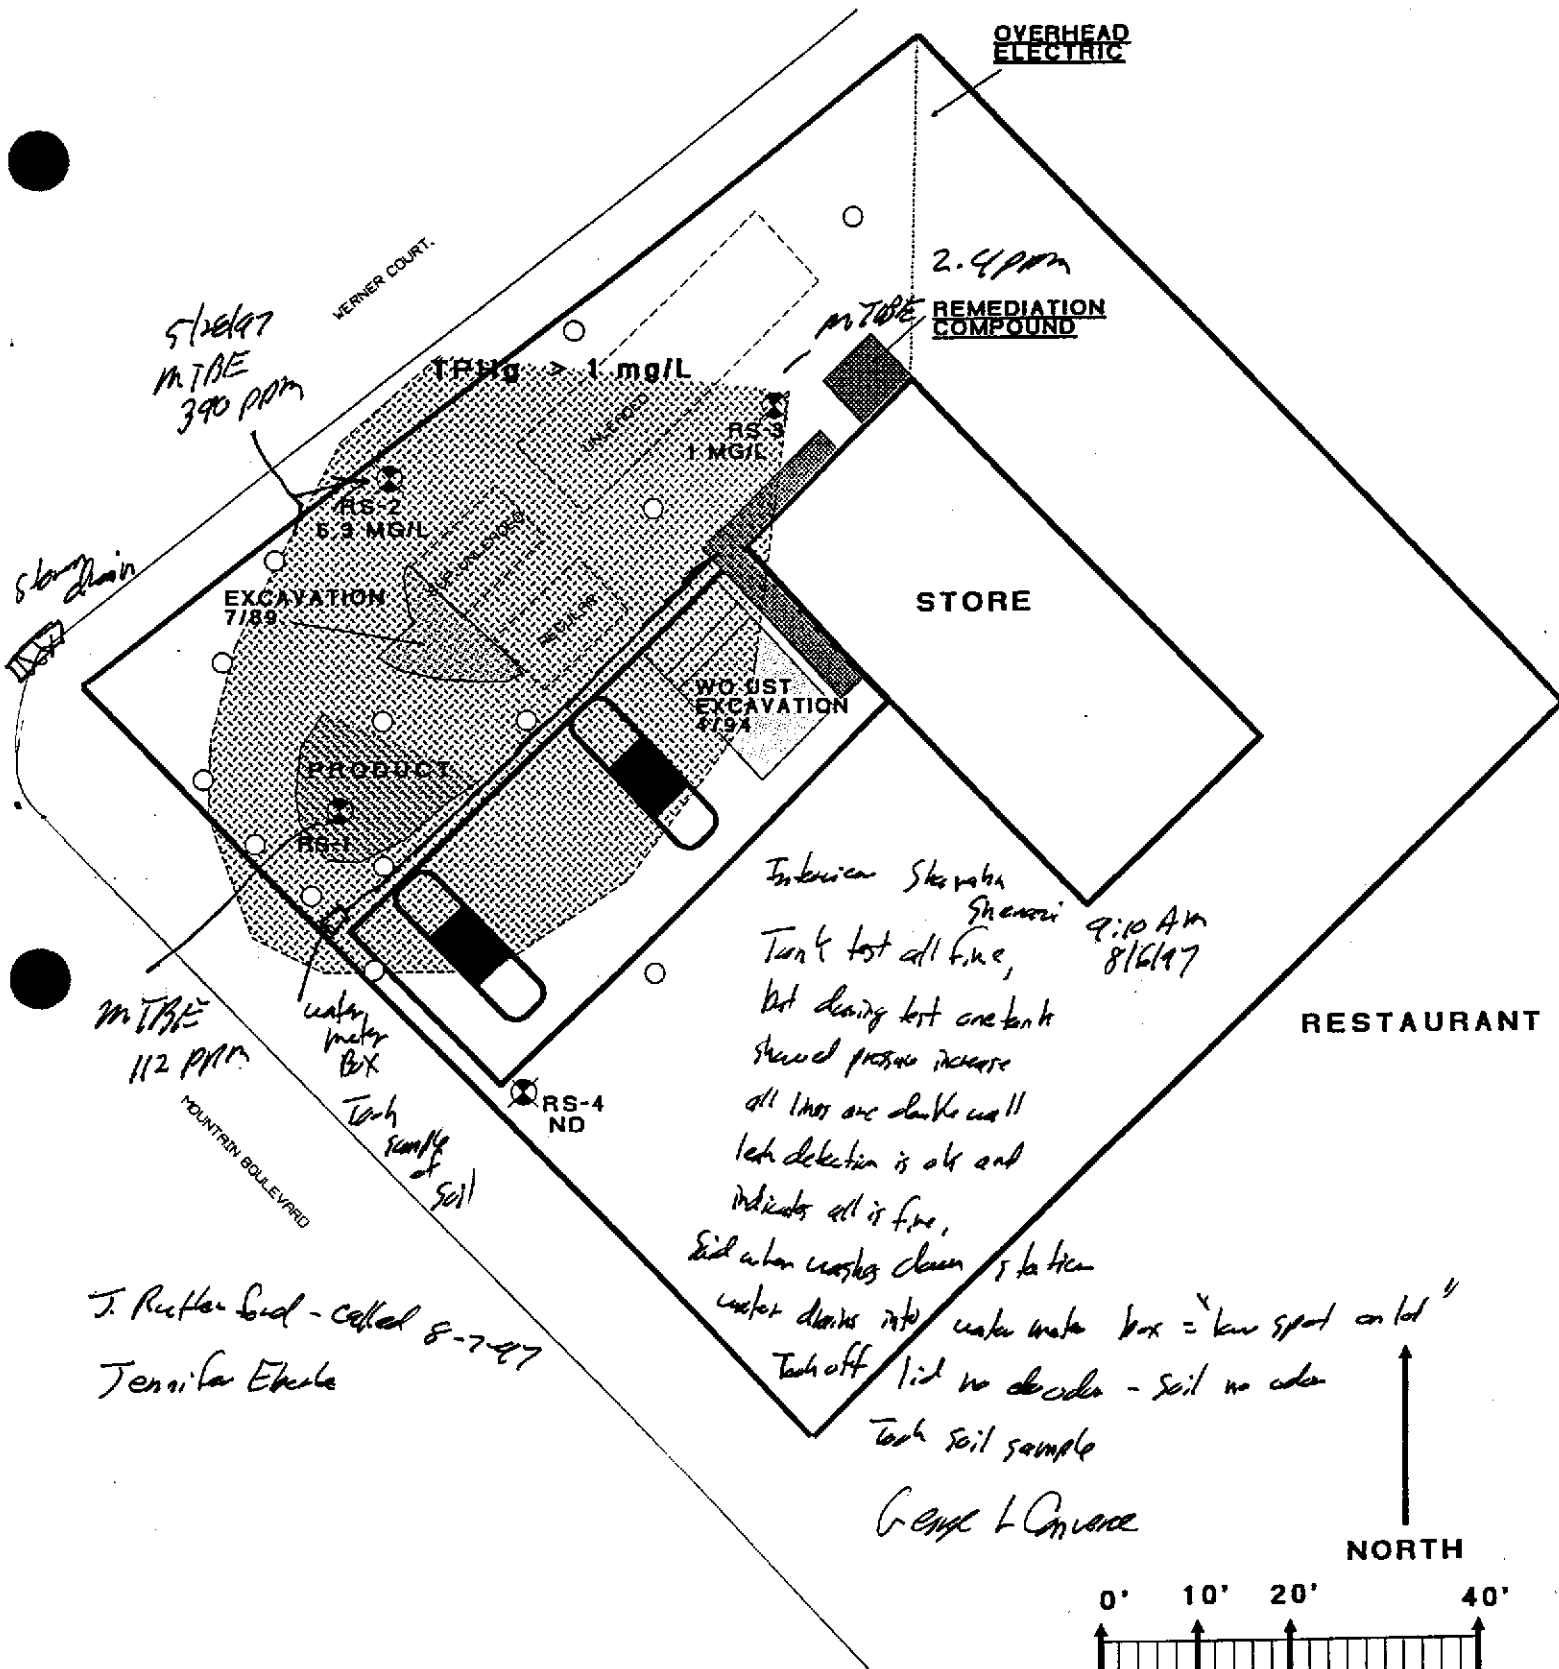 OVERHEAD
ELECTRIC
WERNER COURT.
5/28/97
MTBE
390 ppm
2.4 ppm
MTBE
REMEDIATION
COMPOUND
TPHg > 1 mg/L
UNLEADED
RS-3
1 MG/L
RS-2
5.3 MG/L
storm
drain
EXCAVATION
7/89
REGULAR
STORE
WO UST
EXCAVATION
4/94
PRODUCT
RS-1
MTBE
112 ppm
water
meter
Box
Took
sample
of
soil
MOUNTAIN BOULEVARD
RS-4
ND
9:10 AM
8/6/97
Tank test all fine,
but during test one tank
showed pressure increase
all lines are double wall
leak detection is ok and
indicates all is fine,
Said when washes down station
water drains into water meter box = "low spot on lot"
Took off lid no odor - Soil no odor
Took soil sample
George L Converse
RESTAURANT
J. Rutherford - called 8-7-97
Jennifer Eberle
NORTH
0' 10' 20' 40'